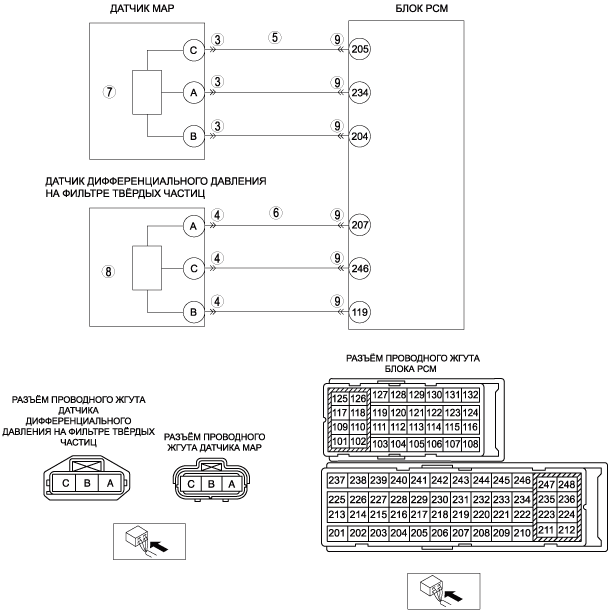 ДАТЧИК MAP
БЛОК PCM
C 3 5 9 205
7 A 3 9 234
B 3 9 204
ДАТЧИК ДИФФЕРЕНЦИАЛЬНОГО ДАВЛЕНИЯ
НА ФИЛЬТРЕ ТВЁРДЫХ ЧАСТИЦ
A 4 6 9 207
8 C 4 9 246
B 4 9 119
РАЗЪЁМ ПРОВОДНОГО ЖГУТА
ДАТЧИКА
ДИФФЕРЕНЦИАЛЬНОГО
ДАВЛЕНИЯ НА ФИЛЬТРЕ ТВЁРДЫХ
ЧАСТИЦ
C B A
РАЗЪЁМ ПРОВОДНОГО
ЖГУТА ДАТЧИКА MAP
C B A
РАЗЪЁМ ПРОВОДНОГО ЖГУТА
БЛОКА PCM
125 126 127 128 129 130 131 132
117 118 119 120 121 122 123 124
109 110 111 112 113 114 115 116
101 102 103 104 105 106 107 108
237 238 239 240 241 242 243 244 245 246 247 248
225 226 227 228 229 230 231 232 233 234 235 236
213 214 215 216 217 218 219 220 221 222 223 224
201 202 203 204 205 206 207 208 209 210 211 212